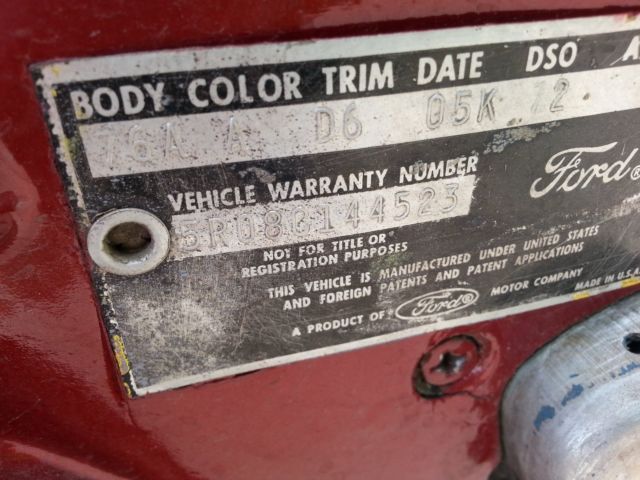 BODY COLOR TRIM DATE DSO A
76A A D6 05K 72
VEHICLE WARRANTY NUMBER
5R08C144523
Ford®
NOT FOR TITLE OR
REGISTRATION PURPOSES
THIS VEHICLE IS MANUFACTURED UNDER UNITED STATES
AND FOREIGN PATENTS AND PATENT APPLICATIONS
A PRODUCT OF Ford® MOTOR COMPANY MADE IN U.S.A.